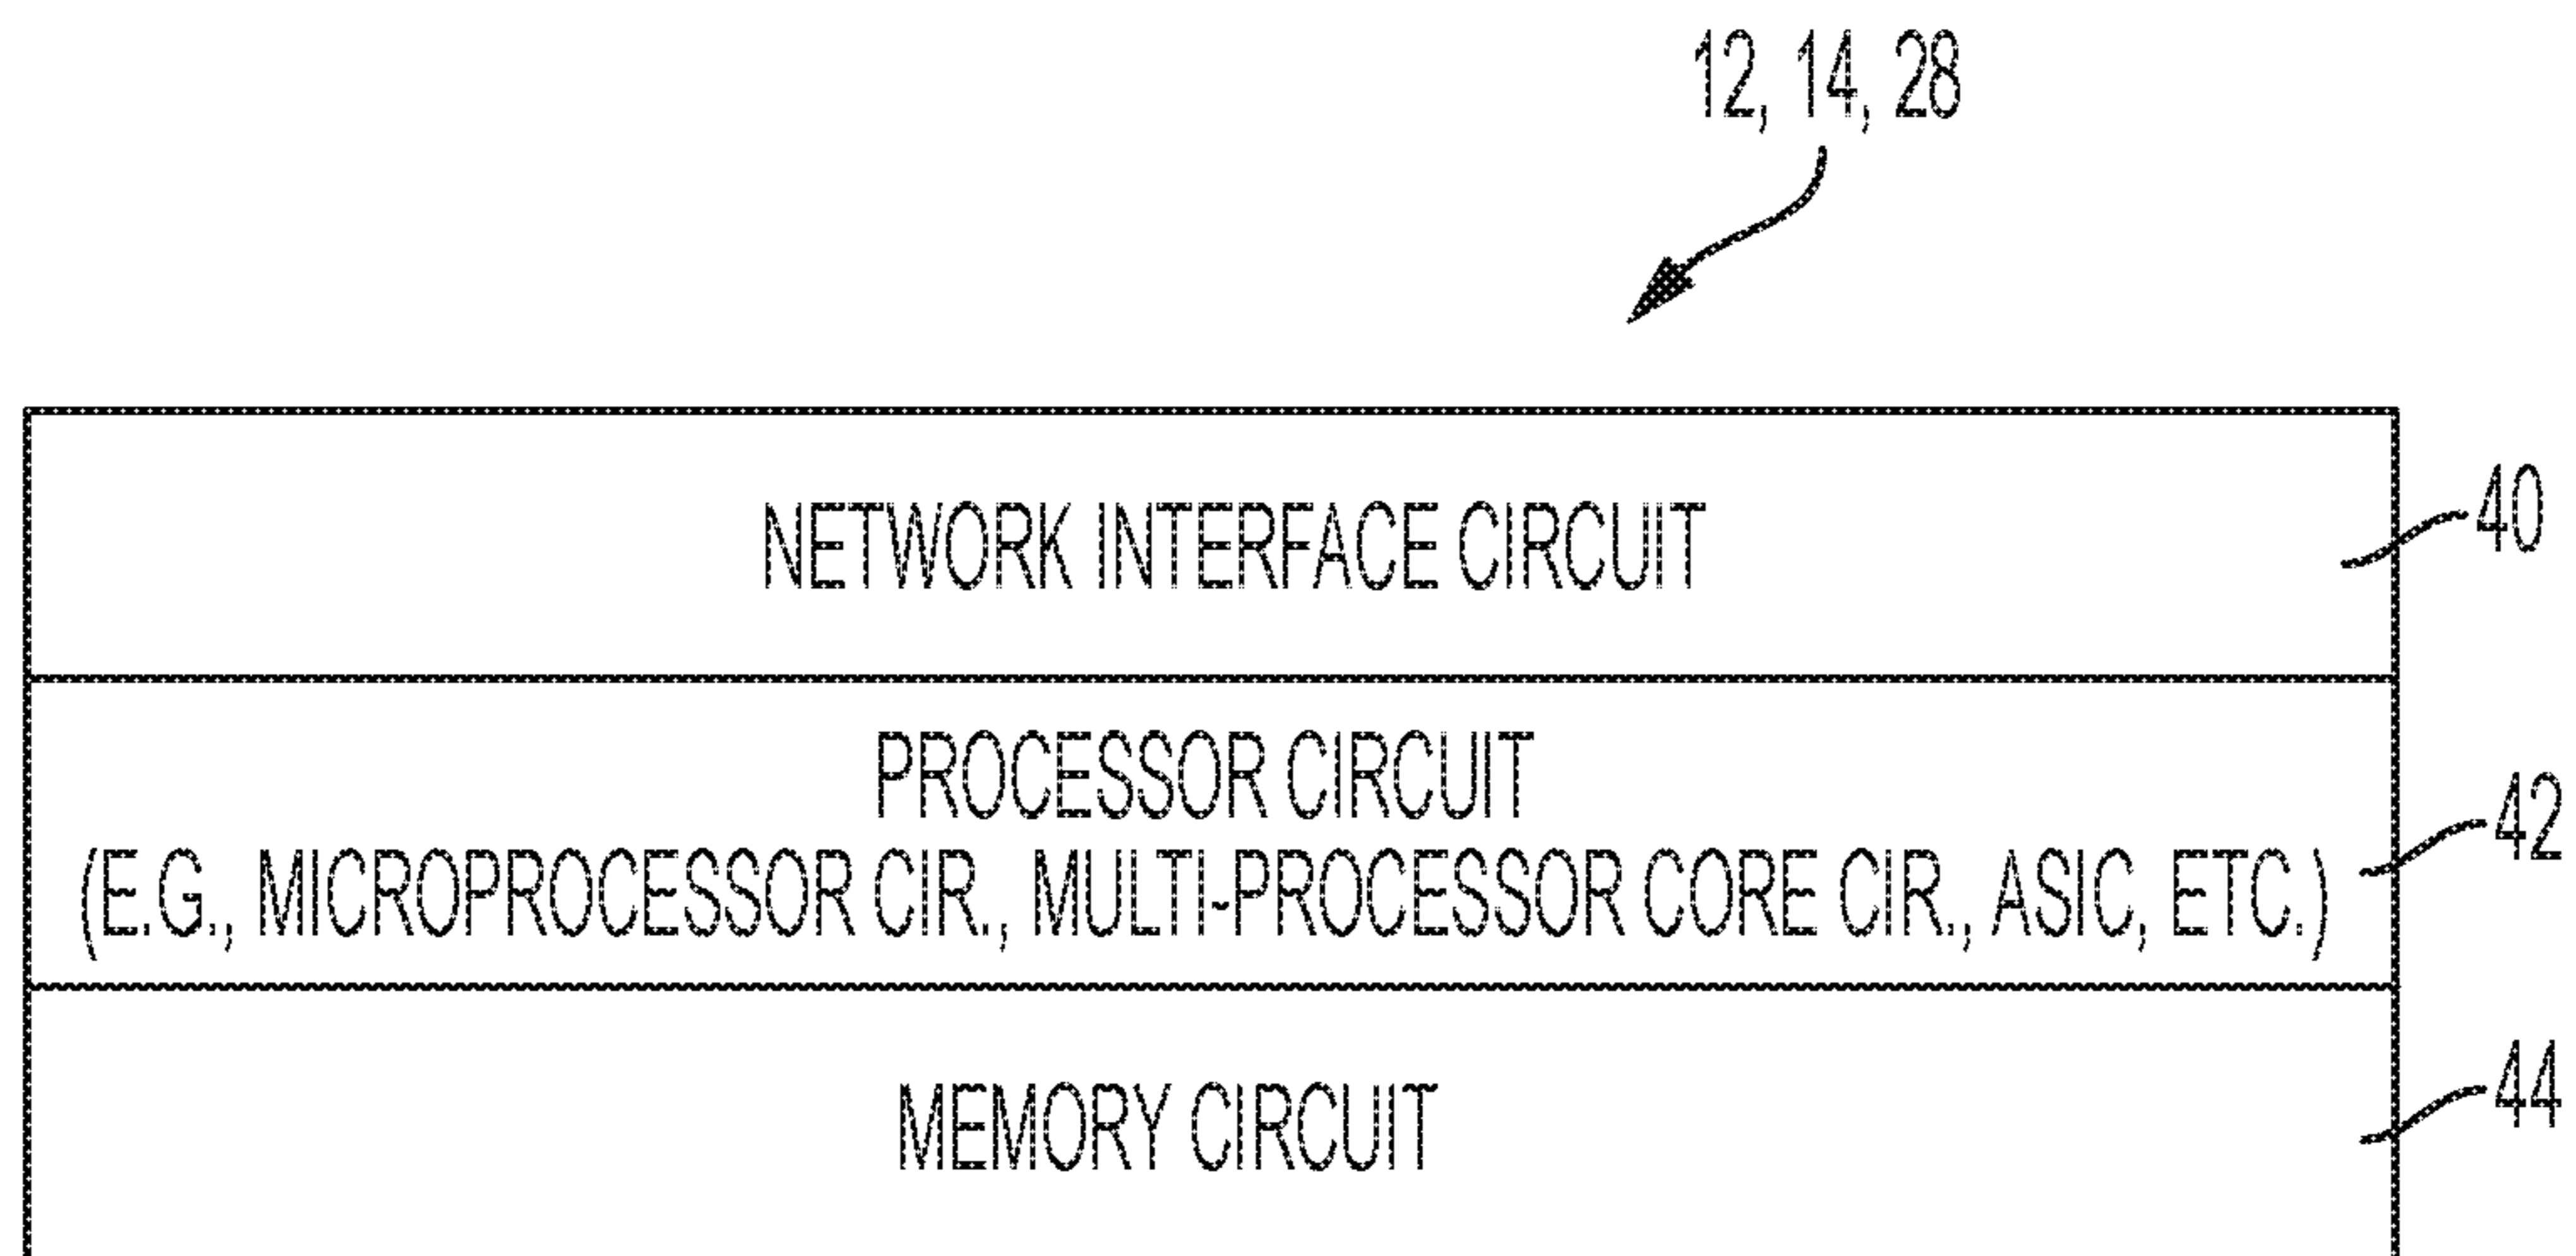 12, 14, 28
NETWORK INTERFACE CIRCUIT
40
PROCESSOR CIRCUIT
(E.G., MICROPROCESSOR CIR., MULTI-PROCESSOR CORE CIR., ASIC, ETC.)
42
MEMORY CIRCUIT
44